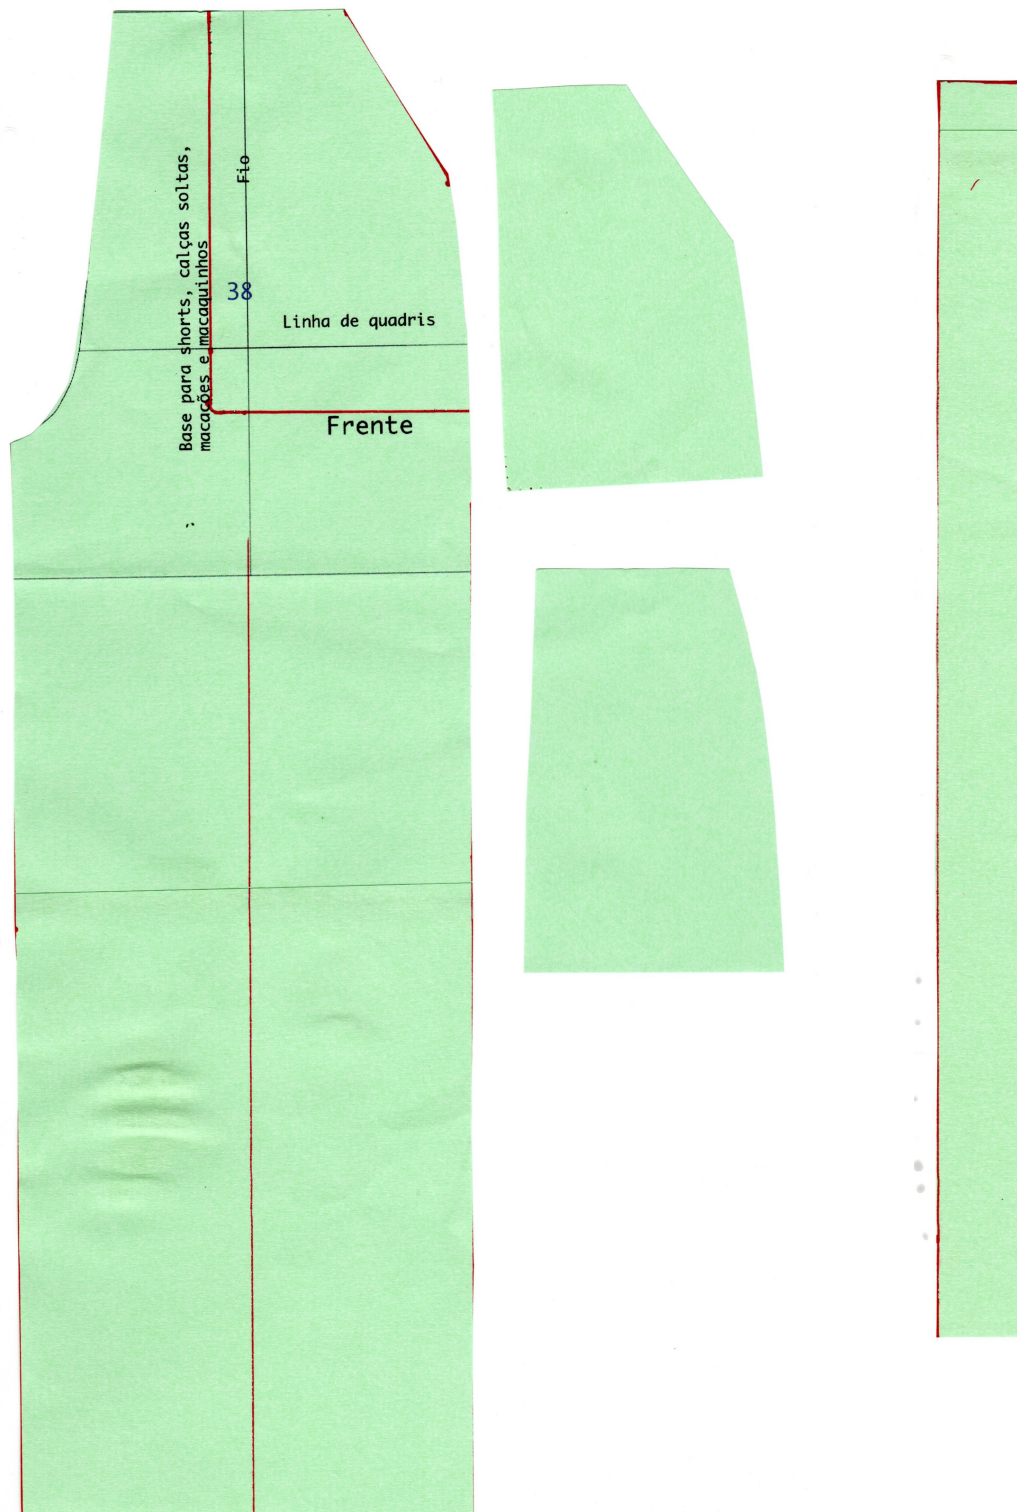 Base para shorts, calças soltas,
macacões e macaquinhos
Fio
38
Linha de quadris
Frente